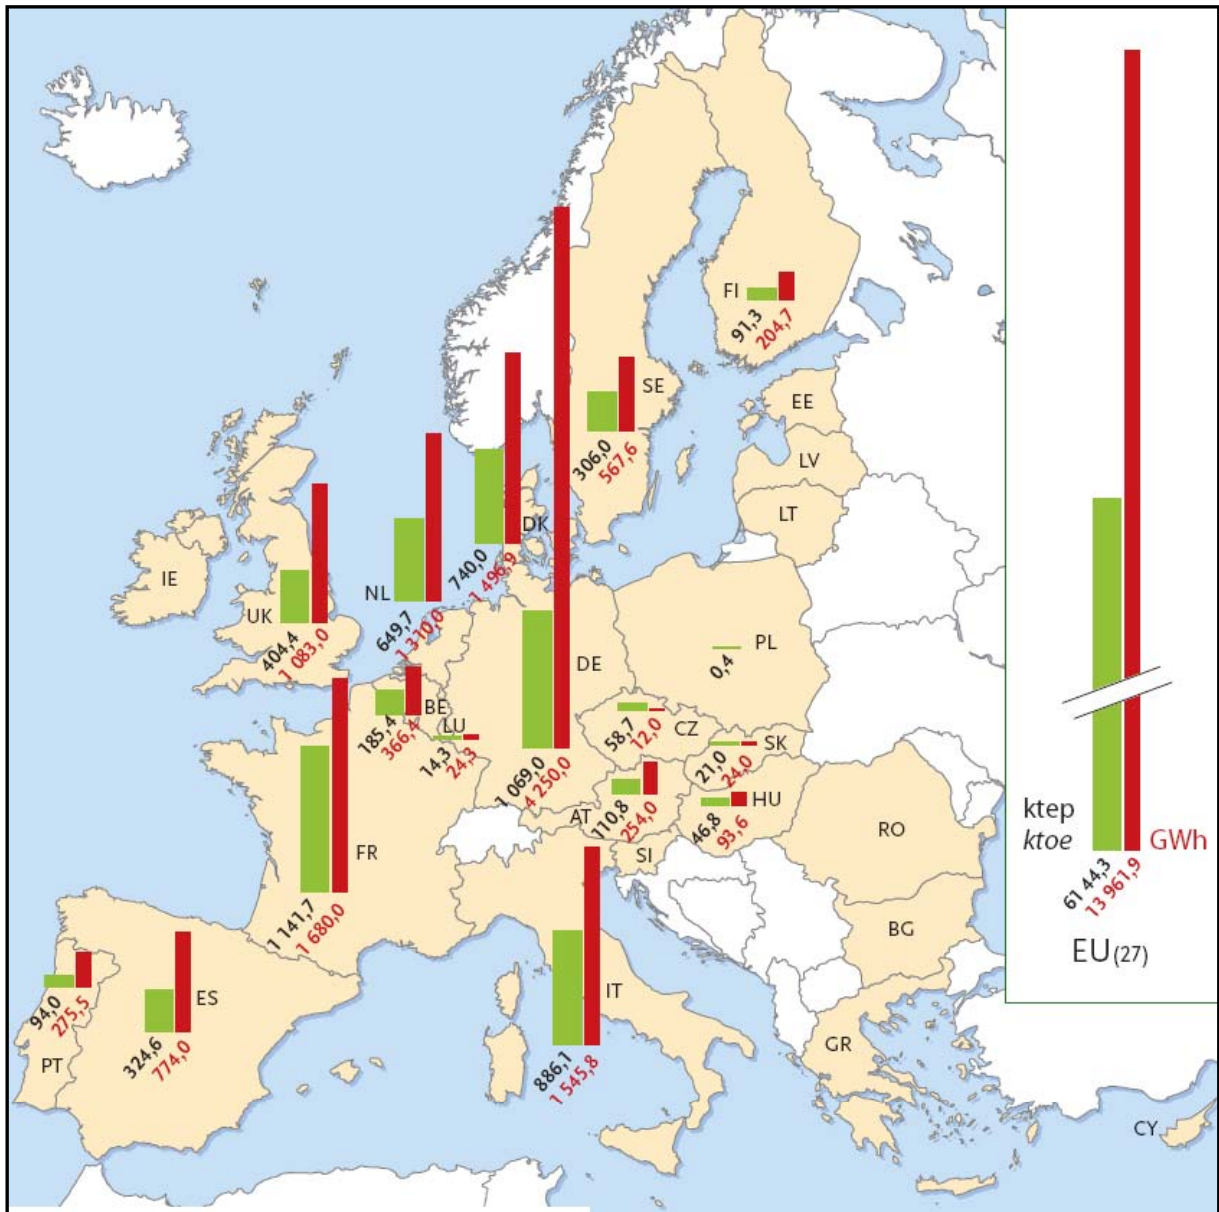 FI
91,3
204,7
SE
306,0
567,6
EE
LV
LT
DK
740,0
1 496,9
NL
649,7
1 310,0
IE
UK
404,4
1 083,0
DE
1 069,0
4 250,0
PL
0,4
BE
185,4
366,4
LU
14,3
24,3
CZ
58,7
12,0
SK
21,0
24,0
AT
110,8
254,0
HU
46,8
93,6
SI
RO
BG
FR
1 141,7
1 680,0
PT
94,0
275,5
ES
324,6
774,0
IT
886,1
1 545,8
GR
CY
ktep
ktoe
GWh
61 44,3
13 961,9
EU (27)